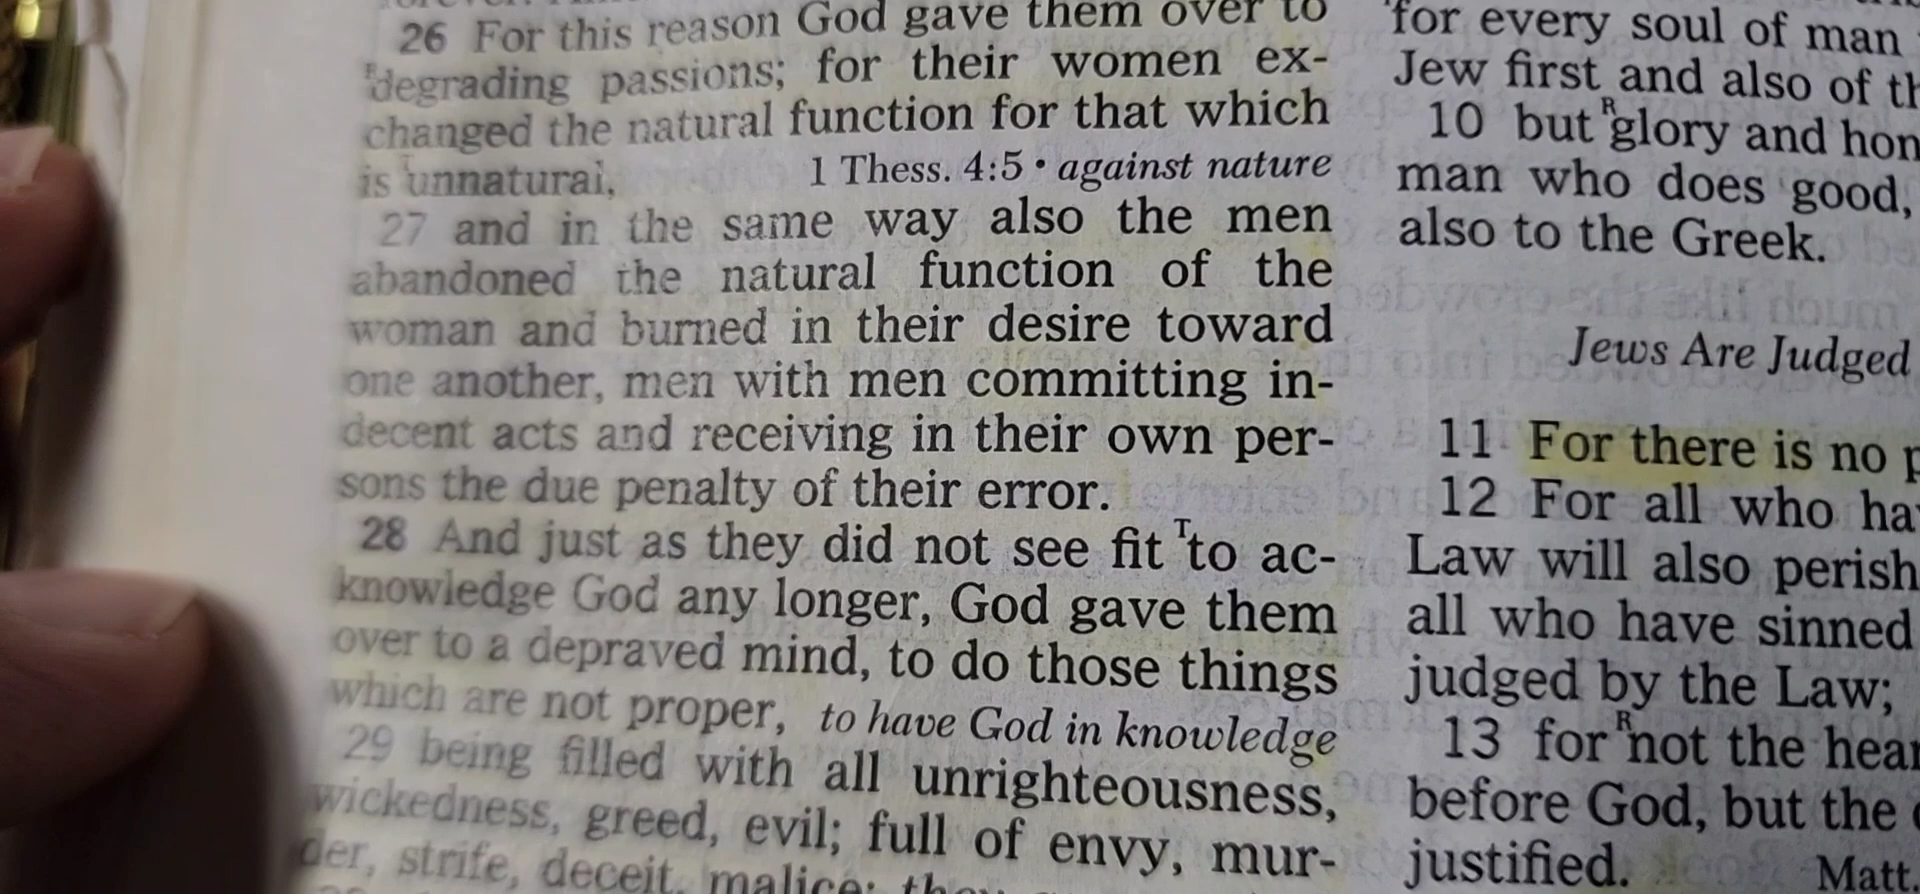 26 For this reason God gave them over to
degrading passions; for their women ex-
changed the natural function for that which
is unnatural, 1 Thess. 4:5 • against nature
27 and in the same way also the men
abandoned the natural function of the
woman and burned in their desire toward
one another, men with men committing in-
decent acts and receiving in their own per-
sons the due penalty of their error.
28 And just as they did not see fit T to ac-
knowledge God any longer, God gave them
over to a depraved mind, to do those things
which are not proper, to have God in knowledge
29 being filled with all unrighteousness,
wickedness, greed, evil; full of envy, mur-
der, strife, deceit, malice; they
for every soul of man
Jew first and also of
10 but R glory and
man who does good,
also to the Greek.
Jews Are Judged
11 For there is no
12 For all who
Law will also perish
all who have sinned
judged by the Law;
13 for R not the
before God, but the
justified. Matt.